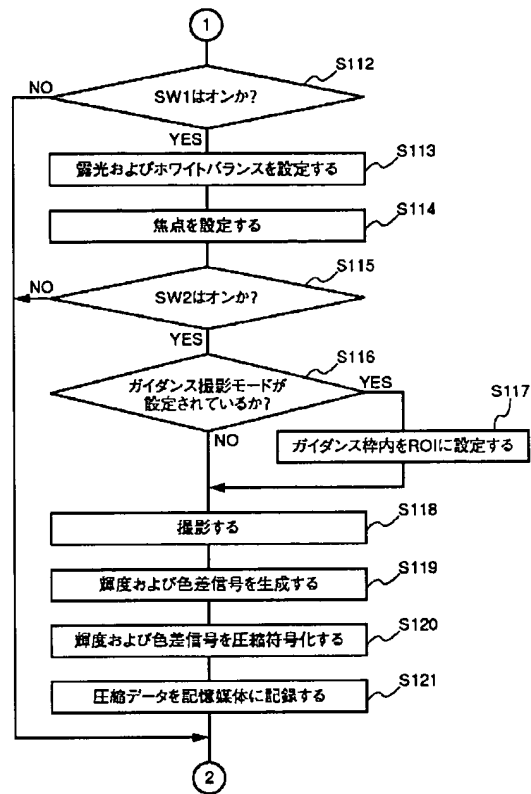 1
S112
NO
SW1はオンか?
YES
S113
露光およびホワイトバランスを設定する
S114
焦点を設定する
S115
NO
SW2はオンか?
YES
S116
ガイダンス撮影モードが
設定されているか?
YES
S117
NO
ガイダンス枠内をROIに設定する
S118
撮影する
S119
輝度および色差信号を生成する
S120
輝度および色差信号を圧縮符号化する
S121
圧縮データを記憶媒体に記録する
2